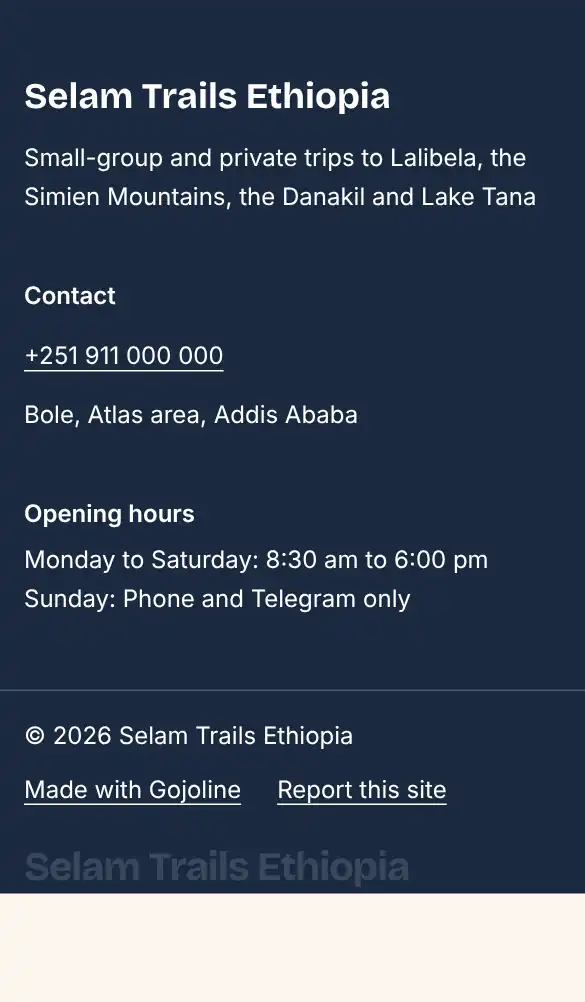 Selam Trails Ethiopia
Small-group and private trips to Lalibela, the
Simien Mountains, the Danakil and Lake Tana
Contact
+251 911 000 000
Bole, Atlas area, Addis Ababa
Opening hours
Monday to Saturday: 8:30 am to 6:00 pm
Sunday: Phone and Telegram only
© 2026 Selam Trails Ethiopia
Made with Gojoline Report this site
Selam Trails Ethiopia